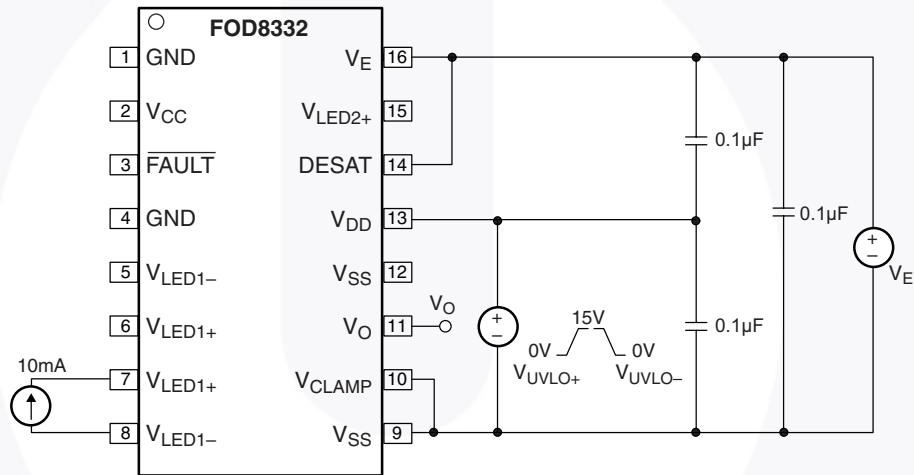 FOD8332
1 GND
2 VCC
3 FAULT
4 GND
5 VLED1–
6 VLED1+
7 VLED1+
8 VLED1–
VE 16
VLED2+ 15
DESAT 14
VDD 13
VSS 12
VO 11
VCLAMP 10
VSS 9
10mA
VO
+
–
15V
0V
0V
VUVLO+
VUVLO–
0.1µF
0.1µF
0.1µF
+
–
VE